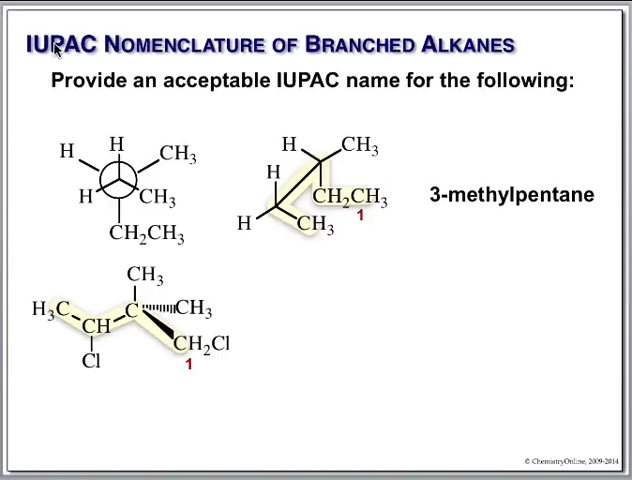 IUPAC NOMENCLATURE OF BRANCHED ALKANES
Provide an acceptable IUPAC name for the following:
H H CH3
H CH3
CH2CH3
H CH3
H
CH2CH3
1
H CH3
3-methylpentane
CH3
H3C C CH3
CH
CH2Cl
Cl 1
© ChemistryOnline, 2009-2014